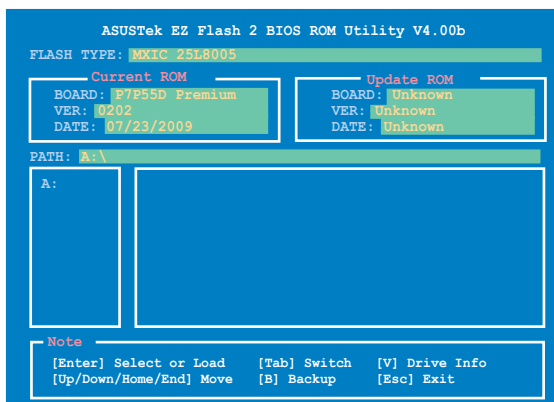 ASUSTek EZ Flash 2 BIOS ROM Utility V4.00b
FLASH TYPE: MXIC 25L8005
Current ROM
BOARD: P7P55D Premium
VER: 0202
DATE: 07/23/2009
Update ROM
BOARD: Unknown
VER: Unknown
DATE: Unknown
PATH: A:\
A:
Note
[Enter] Select or Load [Tab] Switch [V] Drive Info
[Up/Down/Home/End] Move [B] Backup [Esc] Exit